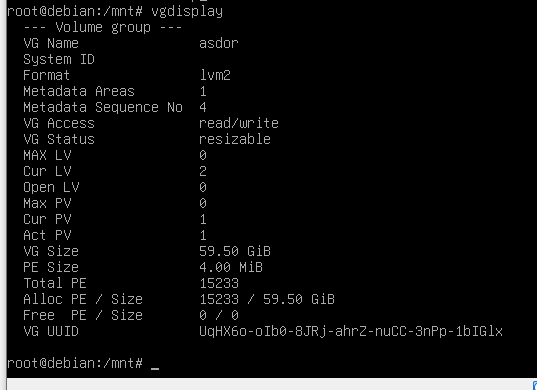 root@debian:/mnt# vgdisplay
--- Volume group ---
VG Name asdor
System ID
Format lvm2
Metadata Areas 1
Metadata Sequence No 4
VG Access read/write
VG Status resizable
MAX LV 0
Cur LV 2
Open LV 0
Max PV 0
Cur PV 1
Act PV 1
VG Size 59.50 GiB
PE Size 4.00 MiB
Total PE 15233
Alloc PE / Size 15233 / 59.50 GiB
Free PE / Size 0 / 0
VG UUID UqHX6o-oIb0-8JRj-ahrZ-nuCC-3nPp-1bIGlx
root@debian:/mnt# _